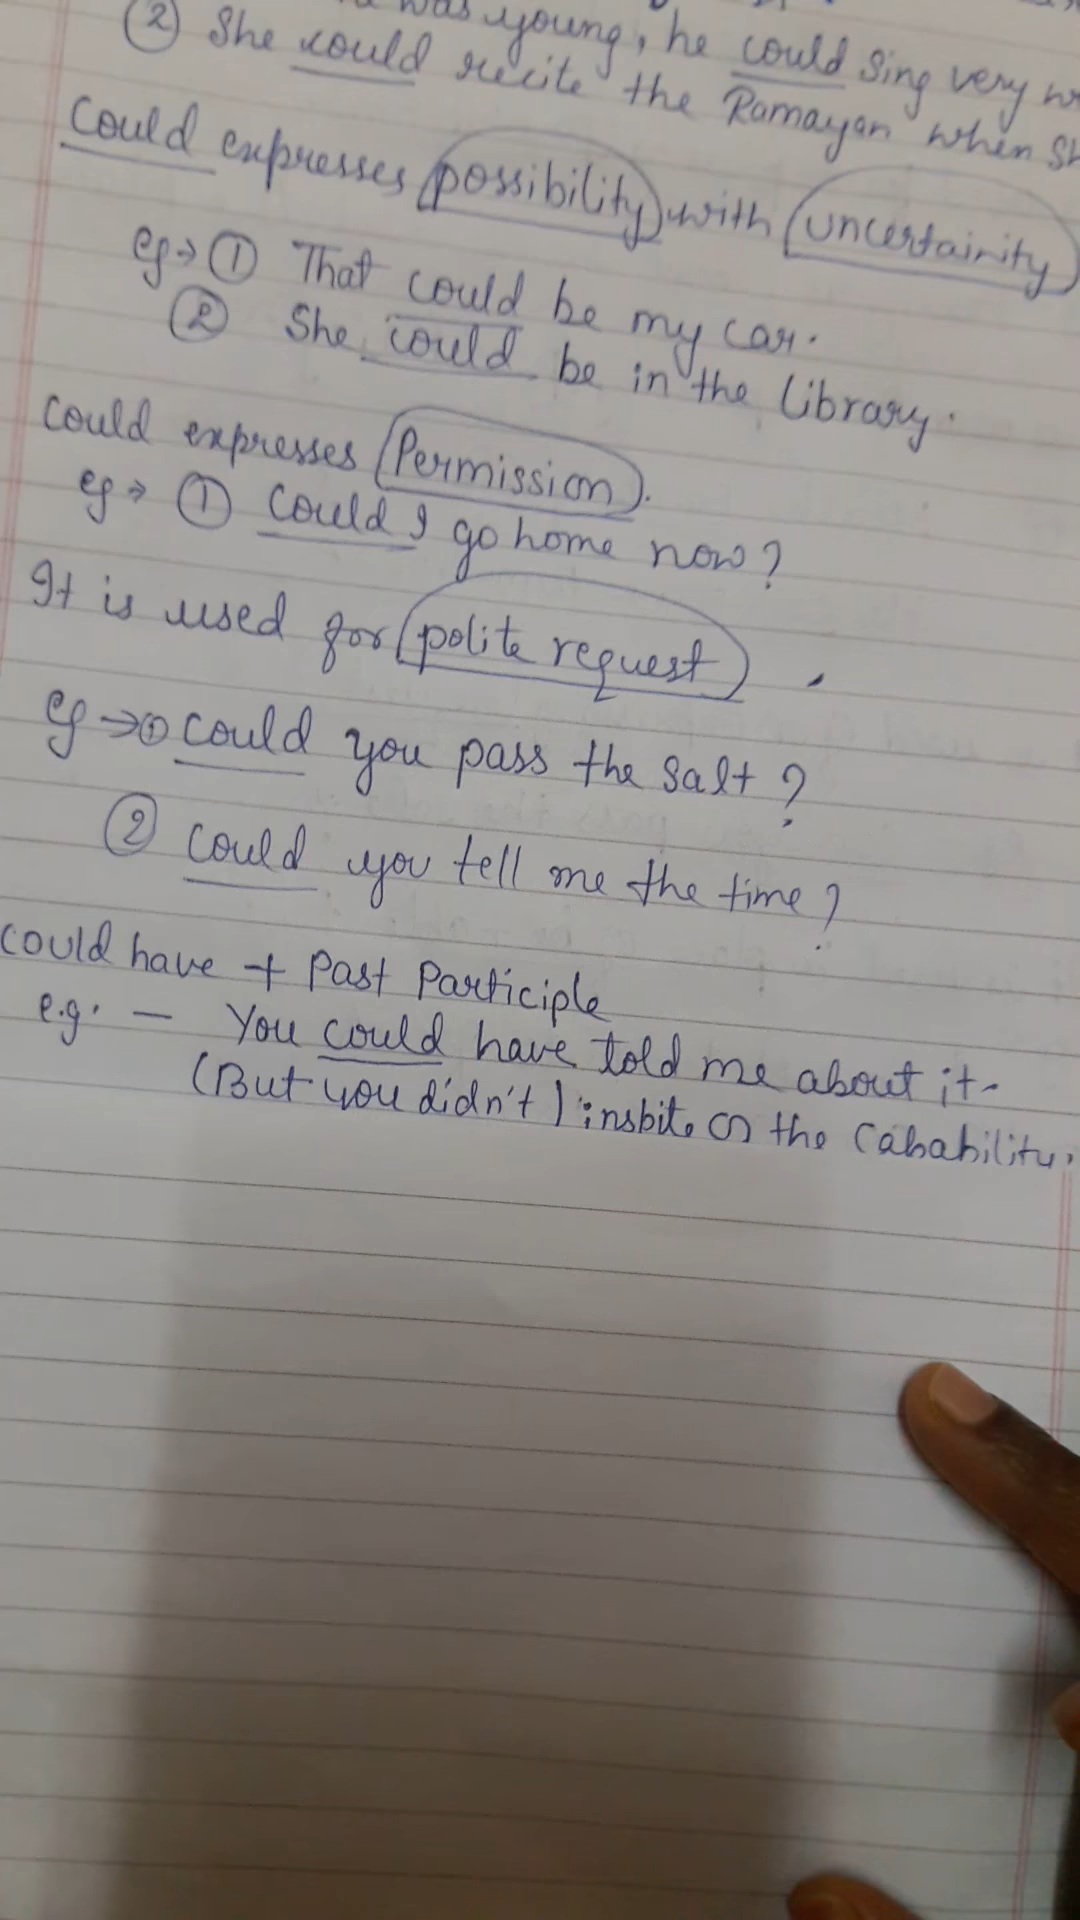 was young, he could sing very
② She could recite the Ramayan when
Could expresses possibility with uncertainity
eg → ① That could be my car.
② She could be in the library.
Could expresses Permission.
eg → ① Could I go home now?
It is used for polite request.
eg → ① Could you pass the salt?
② Could you tell me the time?
Could have + Past Participle
e.g. - You could have told me about it.
(But you didn't) inspite of the capability.